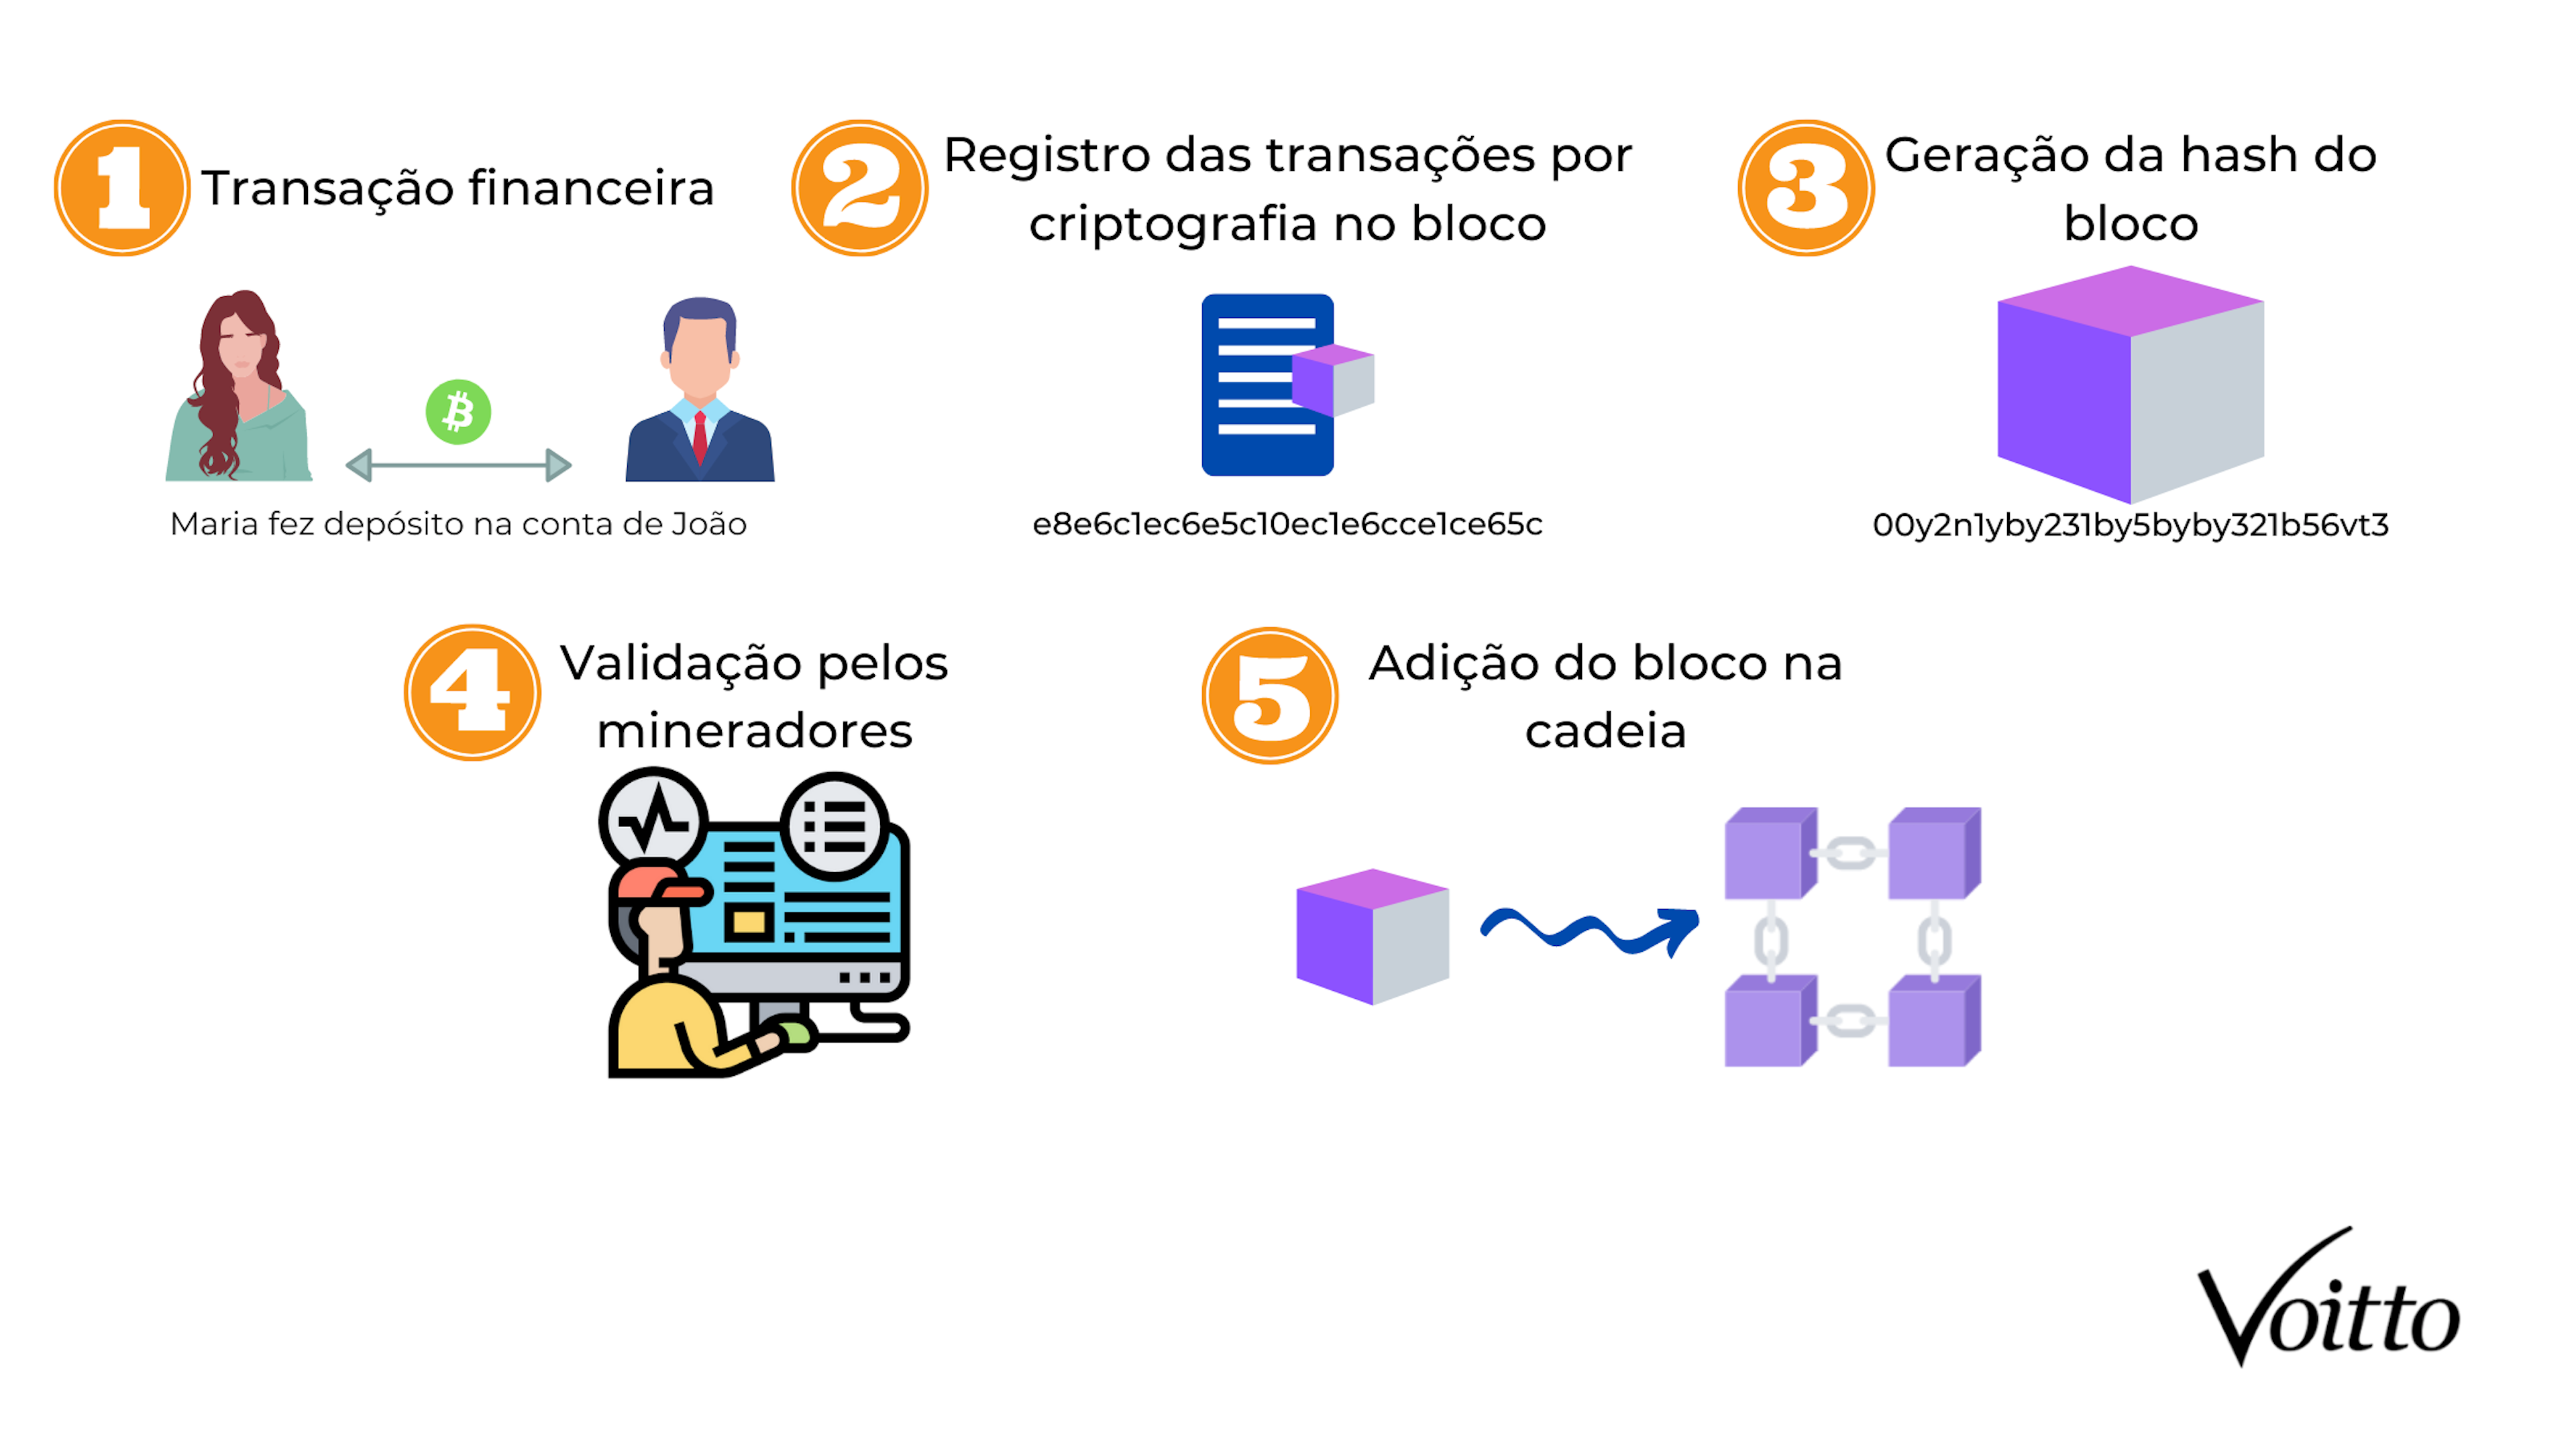 1
Transação financeira
Maria fez depósito na conta de João
2
Registro das transações por
criptografia no bloco
e8e6c1ec6e5c10ec1e6cce1ce65c
3
Geração da hash do
bloco
00y2n1yby231by5byby321b56vt3
4
Validação pelos
mineradores
5
Adição do bloco na
cadeia
Voitto